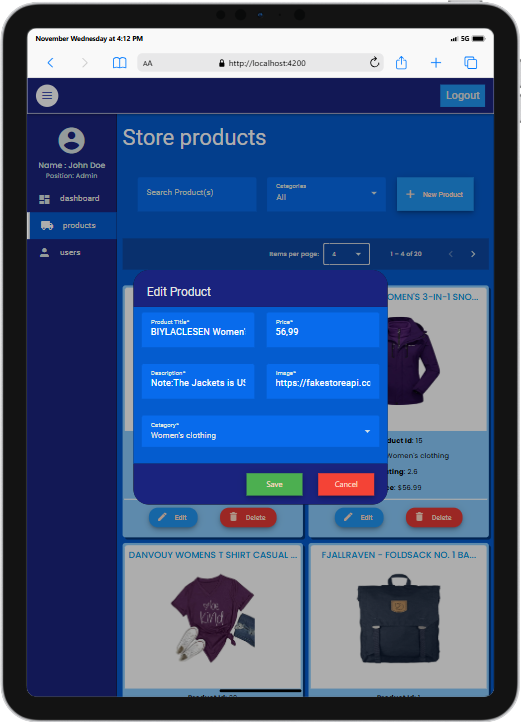 November Wednesday at 4:12 PM
5G
AA
http://localhost:4200
Logout
Name : John Doe
Position: Admin
dashboard
products
users
Store products
Search Product(s)
Categories
All
+ New Product
Items per page:
4
1 – 4 of 20
Edit Product
Product Title*
BIYLACLESEN Women'
Price*
56,99
Description*
Note:The Jackets is US
Image*
https://fakestoreapi.cc
Category*
Women's clothing
Save
Cancel
OMEN'S 3-IN-1 SNO...
duct Id: 15
Women's clothing
ting: 2.6
e: $56.99
Edit
Delete
Edit
Delete
DANVOUY WOMENS T SHIRT CASUAL ...
FJALLRAVEN - FOLDSACK NO. 1 BA...